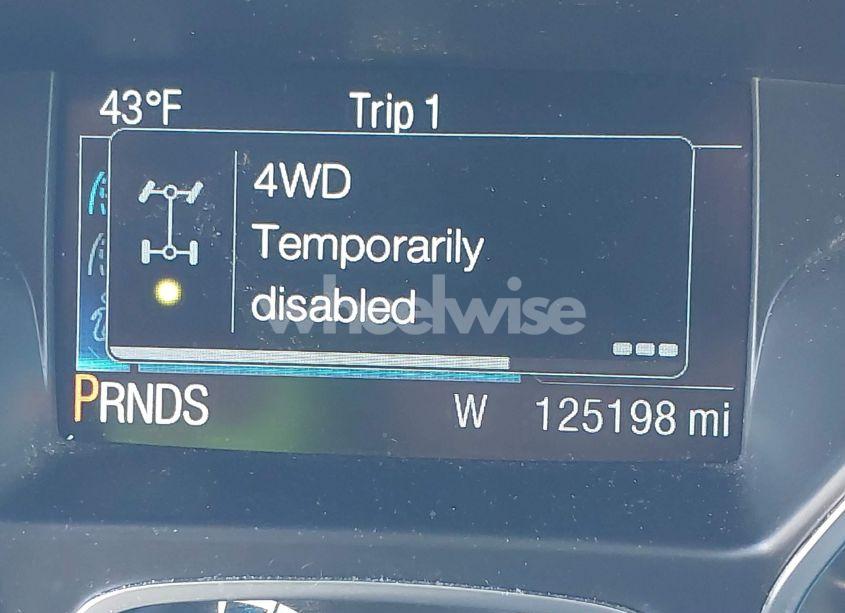 43°F Trip 1
4WD
Temporarily
disabled
wheelwise
PRNDS W 125198 mi